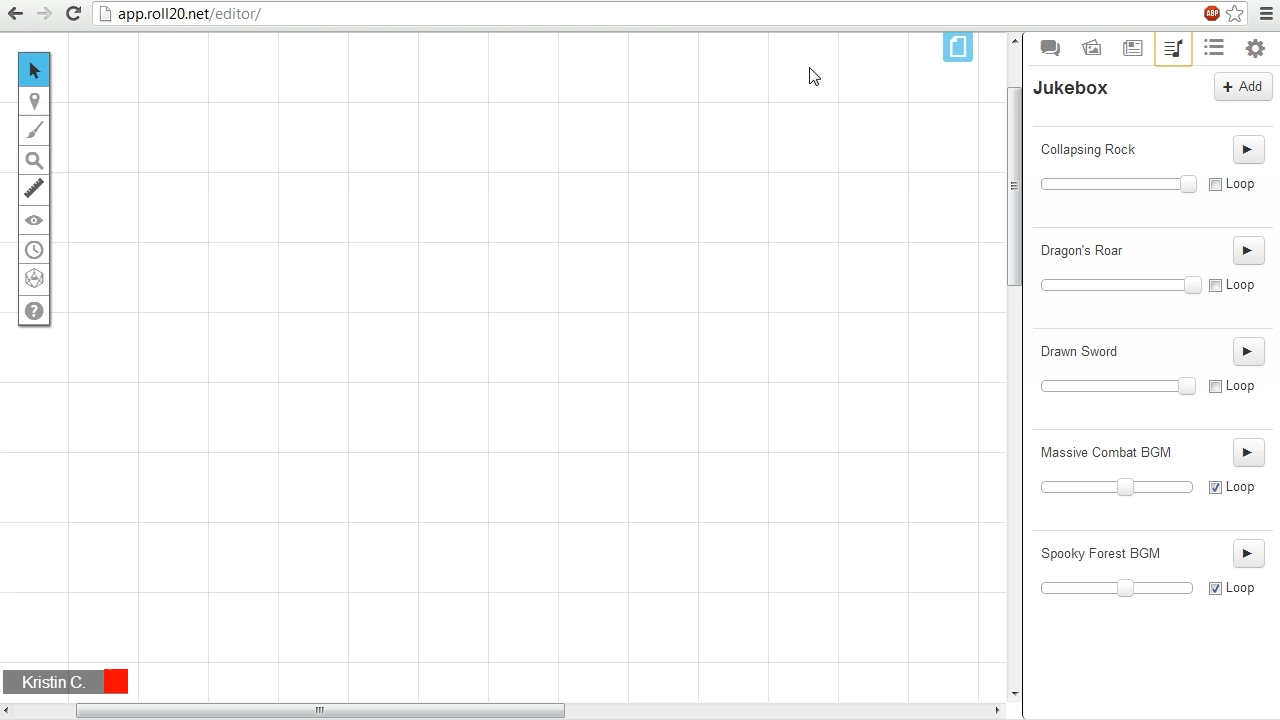 app.roll20.net/editor/
ABP
Jukebox
+ Add
Collapsing Rock
Loop
Dragon's Roar
Loop
Drawn Sword
Loop
Massive Combat BGM
Loop
Spooky Forest BGM
Loop
?
Kristin C.